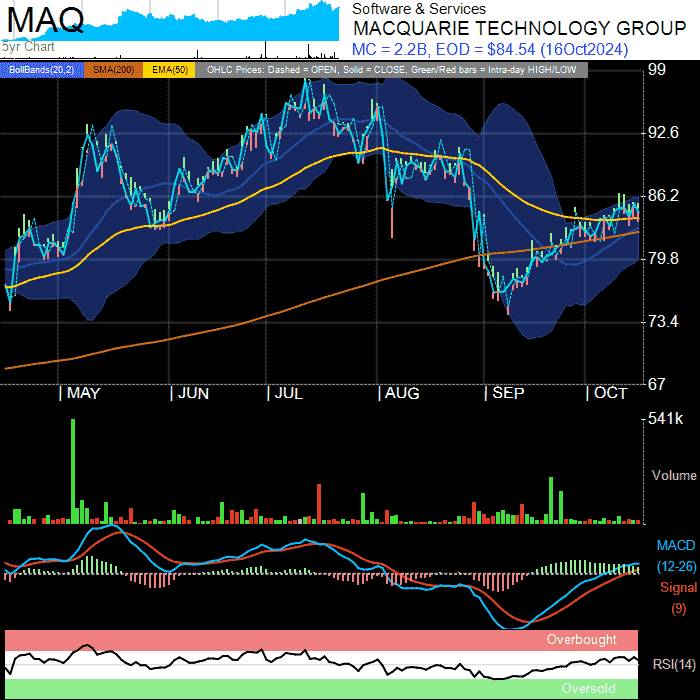 MAQ
5yr Chart
Software & Services
MACQUARIE TECHNOLOGY GROUP
MC = 2.2B, EOD = $84.54 (16Oct2024)
BollBands(20,2) SMA(200) EMA(50) OHLC Prices: Dashed = OPEN, Solid = CLOSE, Green/Red bars = Intra-day HIGH/LOW
99
92.6
86.2
79.8
73.4
67
| MAY | JUN | JUL | AUG | SEP | OCT
541k
Volume
MACD
(12-26)
Signal
(9)
Overbought
RSI(14)
Oversold